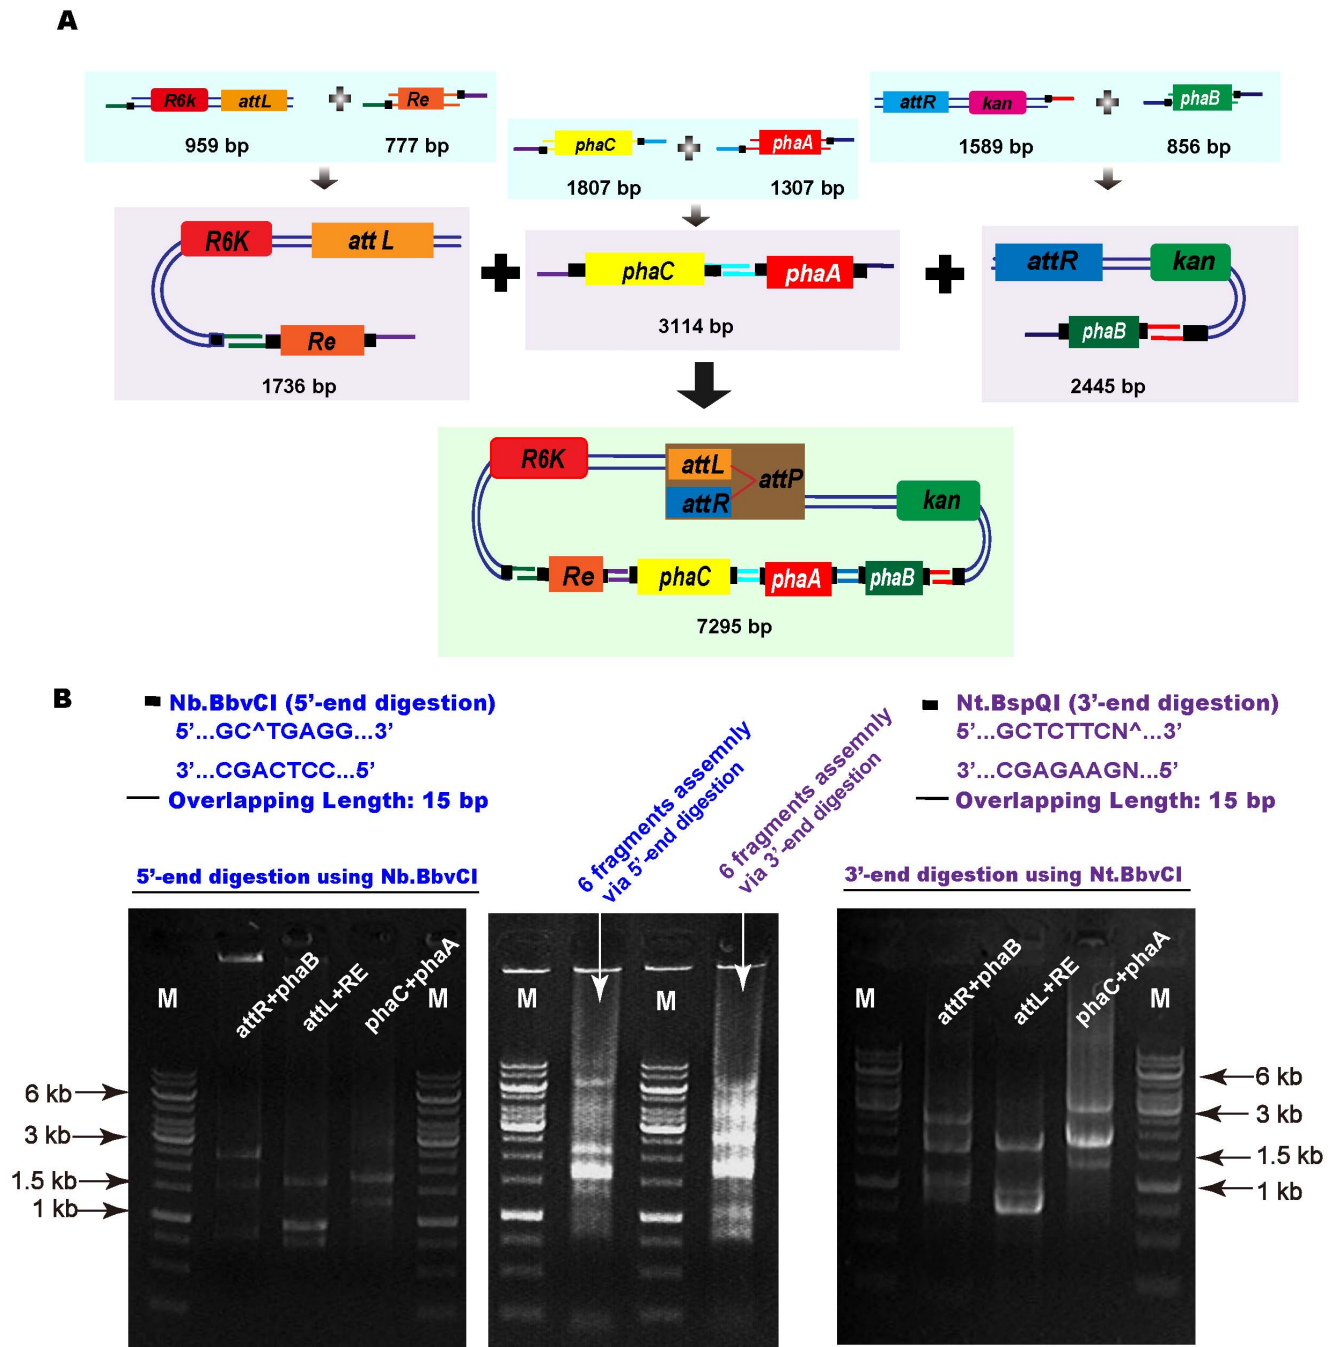 A
R6k
attL
Re
959 bp
777 bp
phaC
phaA
1807 bp
1307 bp
attR
kan
phaB
1589 bp
856 bp
R6K
att L
Re
1736 bp
phaC
phaA
3114 bp
attR
kan
phaB
2445 bp
R6K
attL
attR
attP
kan
Re
phaC
phaA
phaB
7295 bp
B
Nb.BbvCI (5’-end digestion)
5’...GC^TGAGG...3’
3’...CGACTCC...5’
Overlapping Length: 15 bp
6 fragments assemnly
via 5’-end digestion
6 fragments assemnly
via 3’-end digestion
Nt.BspQI (3’-end digestion)
5’...GCTCTTCN^...3’
3’...CGAGAAGN...5’
Overlapping Length: 15 bp
5’-end digestion using Nb.BbvCI
M
attR+phaB
attL+RE
phaC+phaA
M
6 kb
3 kb
1.5 kb
1 kb
M
M
3’-end digestion using Nt.BbvCI
M
attR+phaB
attL+RE
phaC+phaA
M
6 kb
3 kb
1.5 kb
1 kb